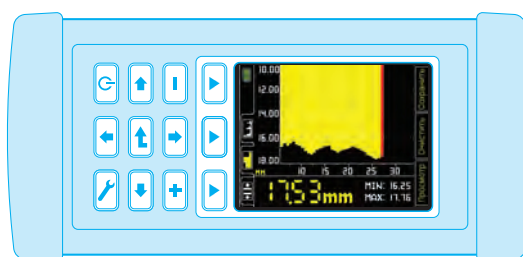 10.00
12.00
14.00
16.00
18.00
мм 10 15 20 25 30
17.53mm
MIN: 16.25
MAX: 17.76
Сохранить
Очистить
Просмотр